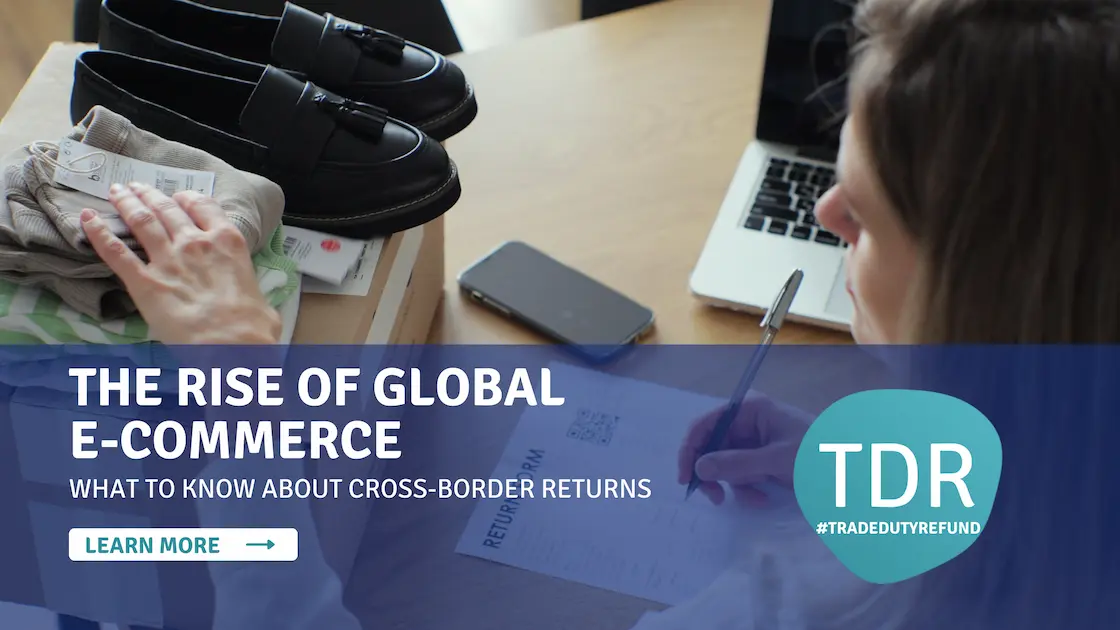 THE RISE OF GLOBAL
E-COMMERCE
WHAT TO KNOW ABOUT CROSS-BORDER RETURNS
LEARN MORE
RETURN FORM
TDR
#TRADEDUTYREFUND